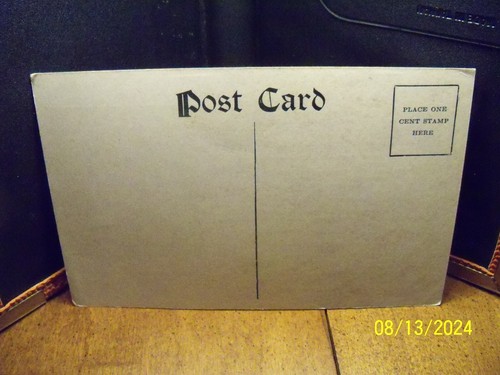 Post Card
PLACE ONE
CENT STAMP
HERE
08/13/2024